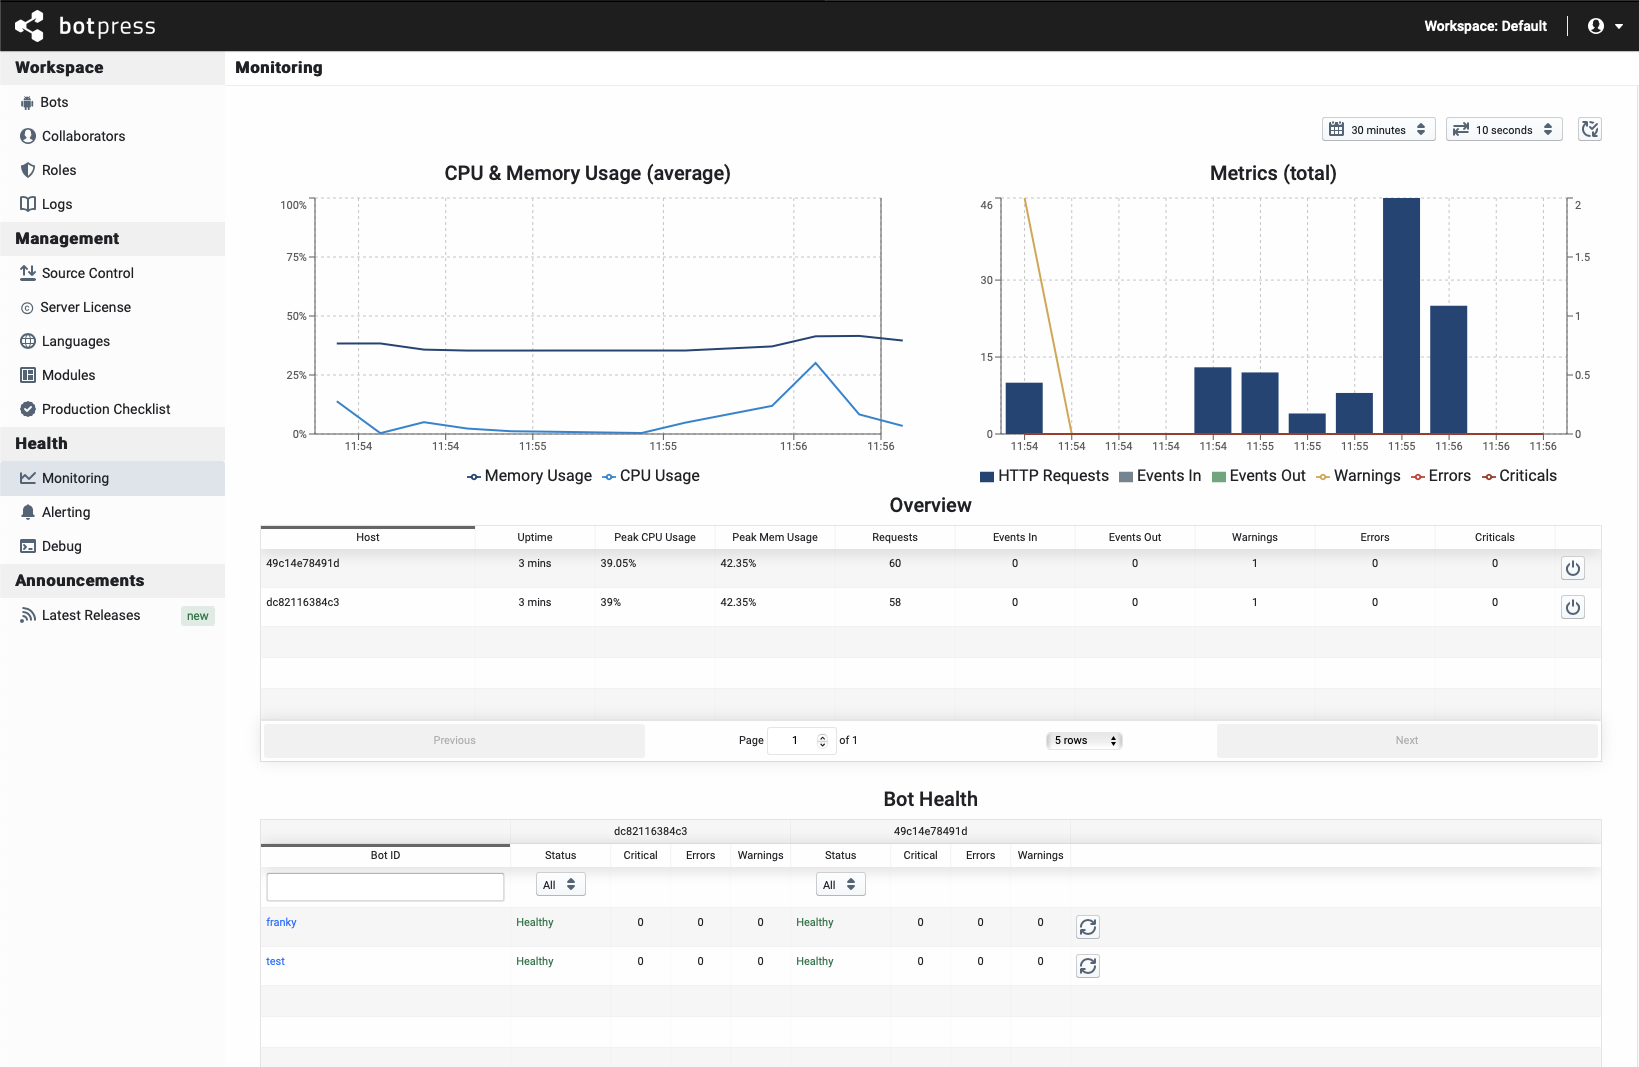 botpress
Workspace: Default
Workspace
Monitoring
Bots
Collaborators
Roles
Logs
Management
Source Control
Server License
Languages
Modules
Production Checklist
Health
Monitoring
Alerting
Debug
Announcements
Latest Releases new
30 minutes 10 seconds
CPU & Memory Usage (average)
100%
75%
50%
25%
0%
11:54 11:54 11:55 11:55 11:56 11:56
Memory Usage CPU Usage
Metrics (total)
46
30
15
0
2
1.5
1
0.5
0
11:54 11:54 11:54 11:54 11:54 11:55 11:55 11:55 11:55 11:56 11:56 11:56
HTTP Requests Events In Events Out Warnings Errors Criticals
Overview
Host Uptime Peak CPU Usage Peak Mem Usage Requests Events In Events Out Warnings Errors Criticals
49c14e78491d 3 mins 39.05% 42.35% 60 0 0 1 0 0
dc82116384c3 3 mins 39% 42.35% 58 0 0 1 0 0
Previous Page 1 of 1 5 rows Next
Bot Health
dc82116384c3 49c14e78491d
Bot ID Status Critical Errors Warnings Status Critical Errors Warnings
All All
franky Healthy 0 0 0 Healthy 0 0 0
test Healthy 0 0 0 Healthy 0 0 0